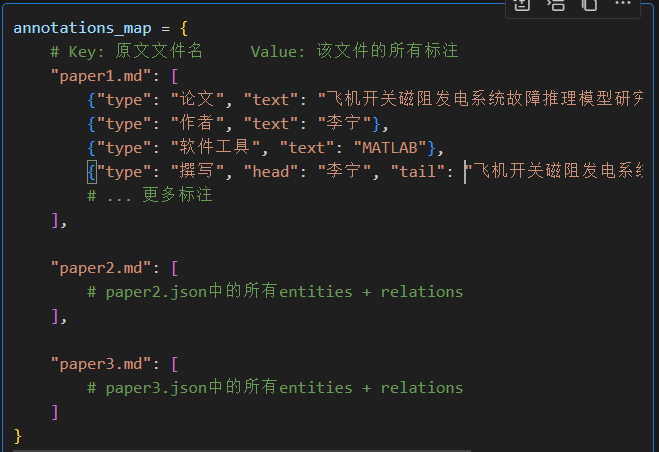 annotations_map = {
# Key: 原文文件名 Value: 该文件的所有标注
"paper1.md": [
{"type": "论文", "text": "飞机开关磁阻发电系统故障推理模型研究
{"type": "作者", "text": "李宁"},
{"type": "软件工具", "text": "MATLAB"},
{"type": "撰写", "head": "李宁", "tail": "飞机开关磁阻发电系统
# ... 更多标注
],
"paper2.md": [
# paper2.json中的所有entities + relations
],
"paper3.md": [
# paper3.json中的所有entities + relations
]
}